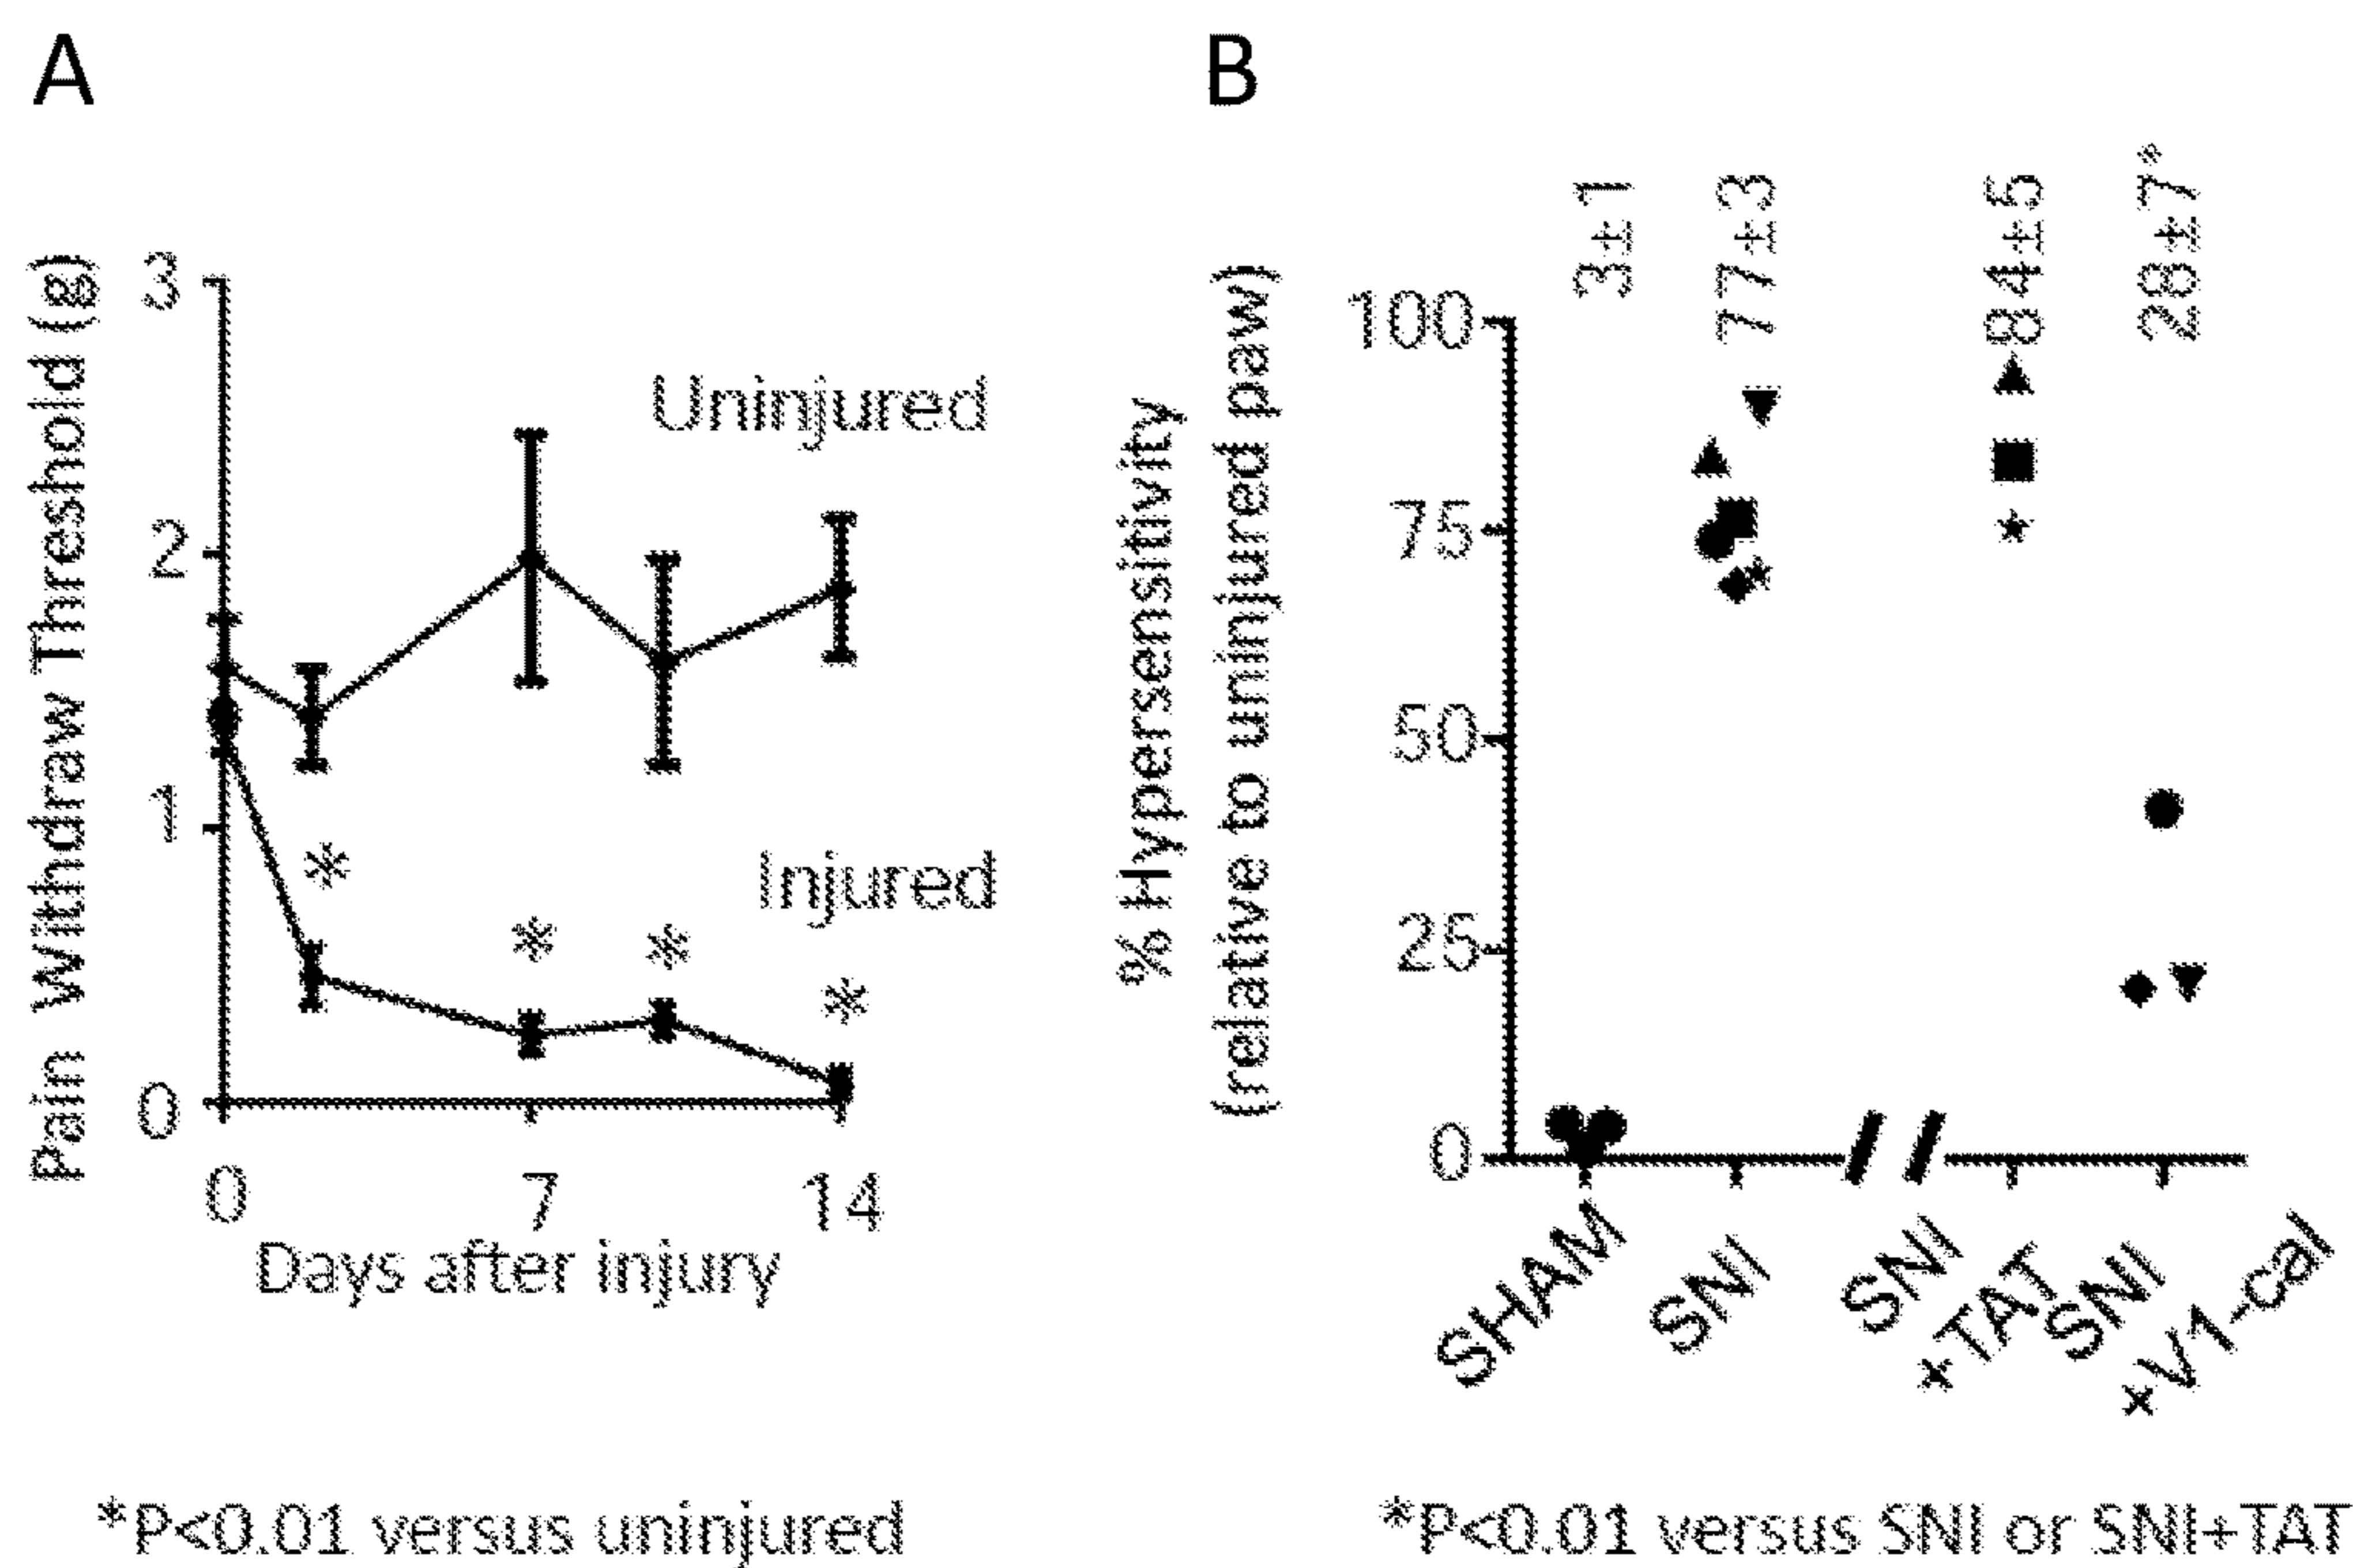 A
Pain Withdraw Threshold (g)
3
2
1
0
Uninjured
Injured
*
*
*
*
0 7 14
Days after injury
*P<0.01 versus uninjured
B
% Hypersensitivity
(relative to uninjured paw)
3±1
77±3
84±5
28±7*
100
75
50
25
0
SHAM
SNI
SNI
+TAT
SNI
+V1-cal
*P<0.01 versus SNI or SNI+TAT